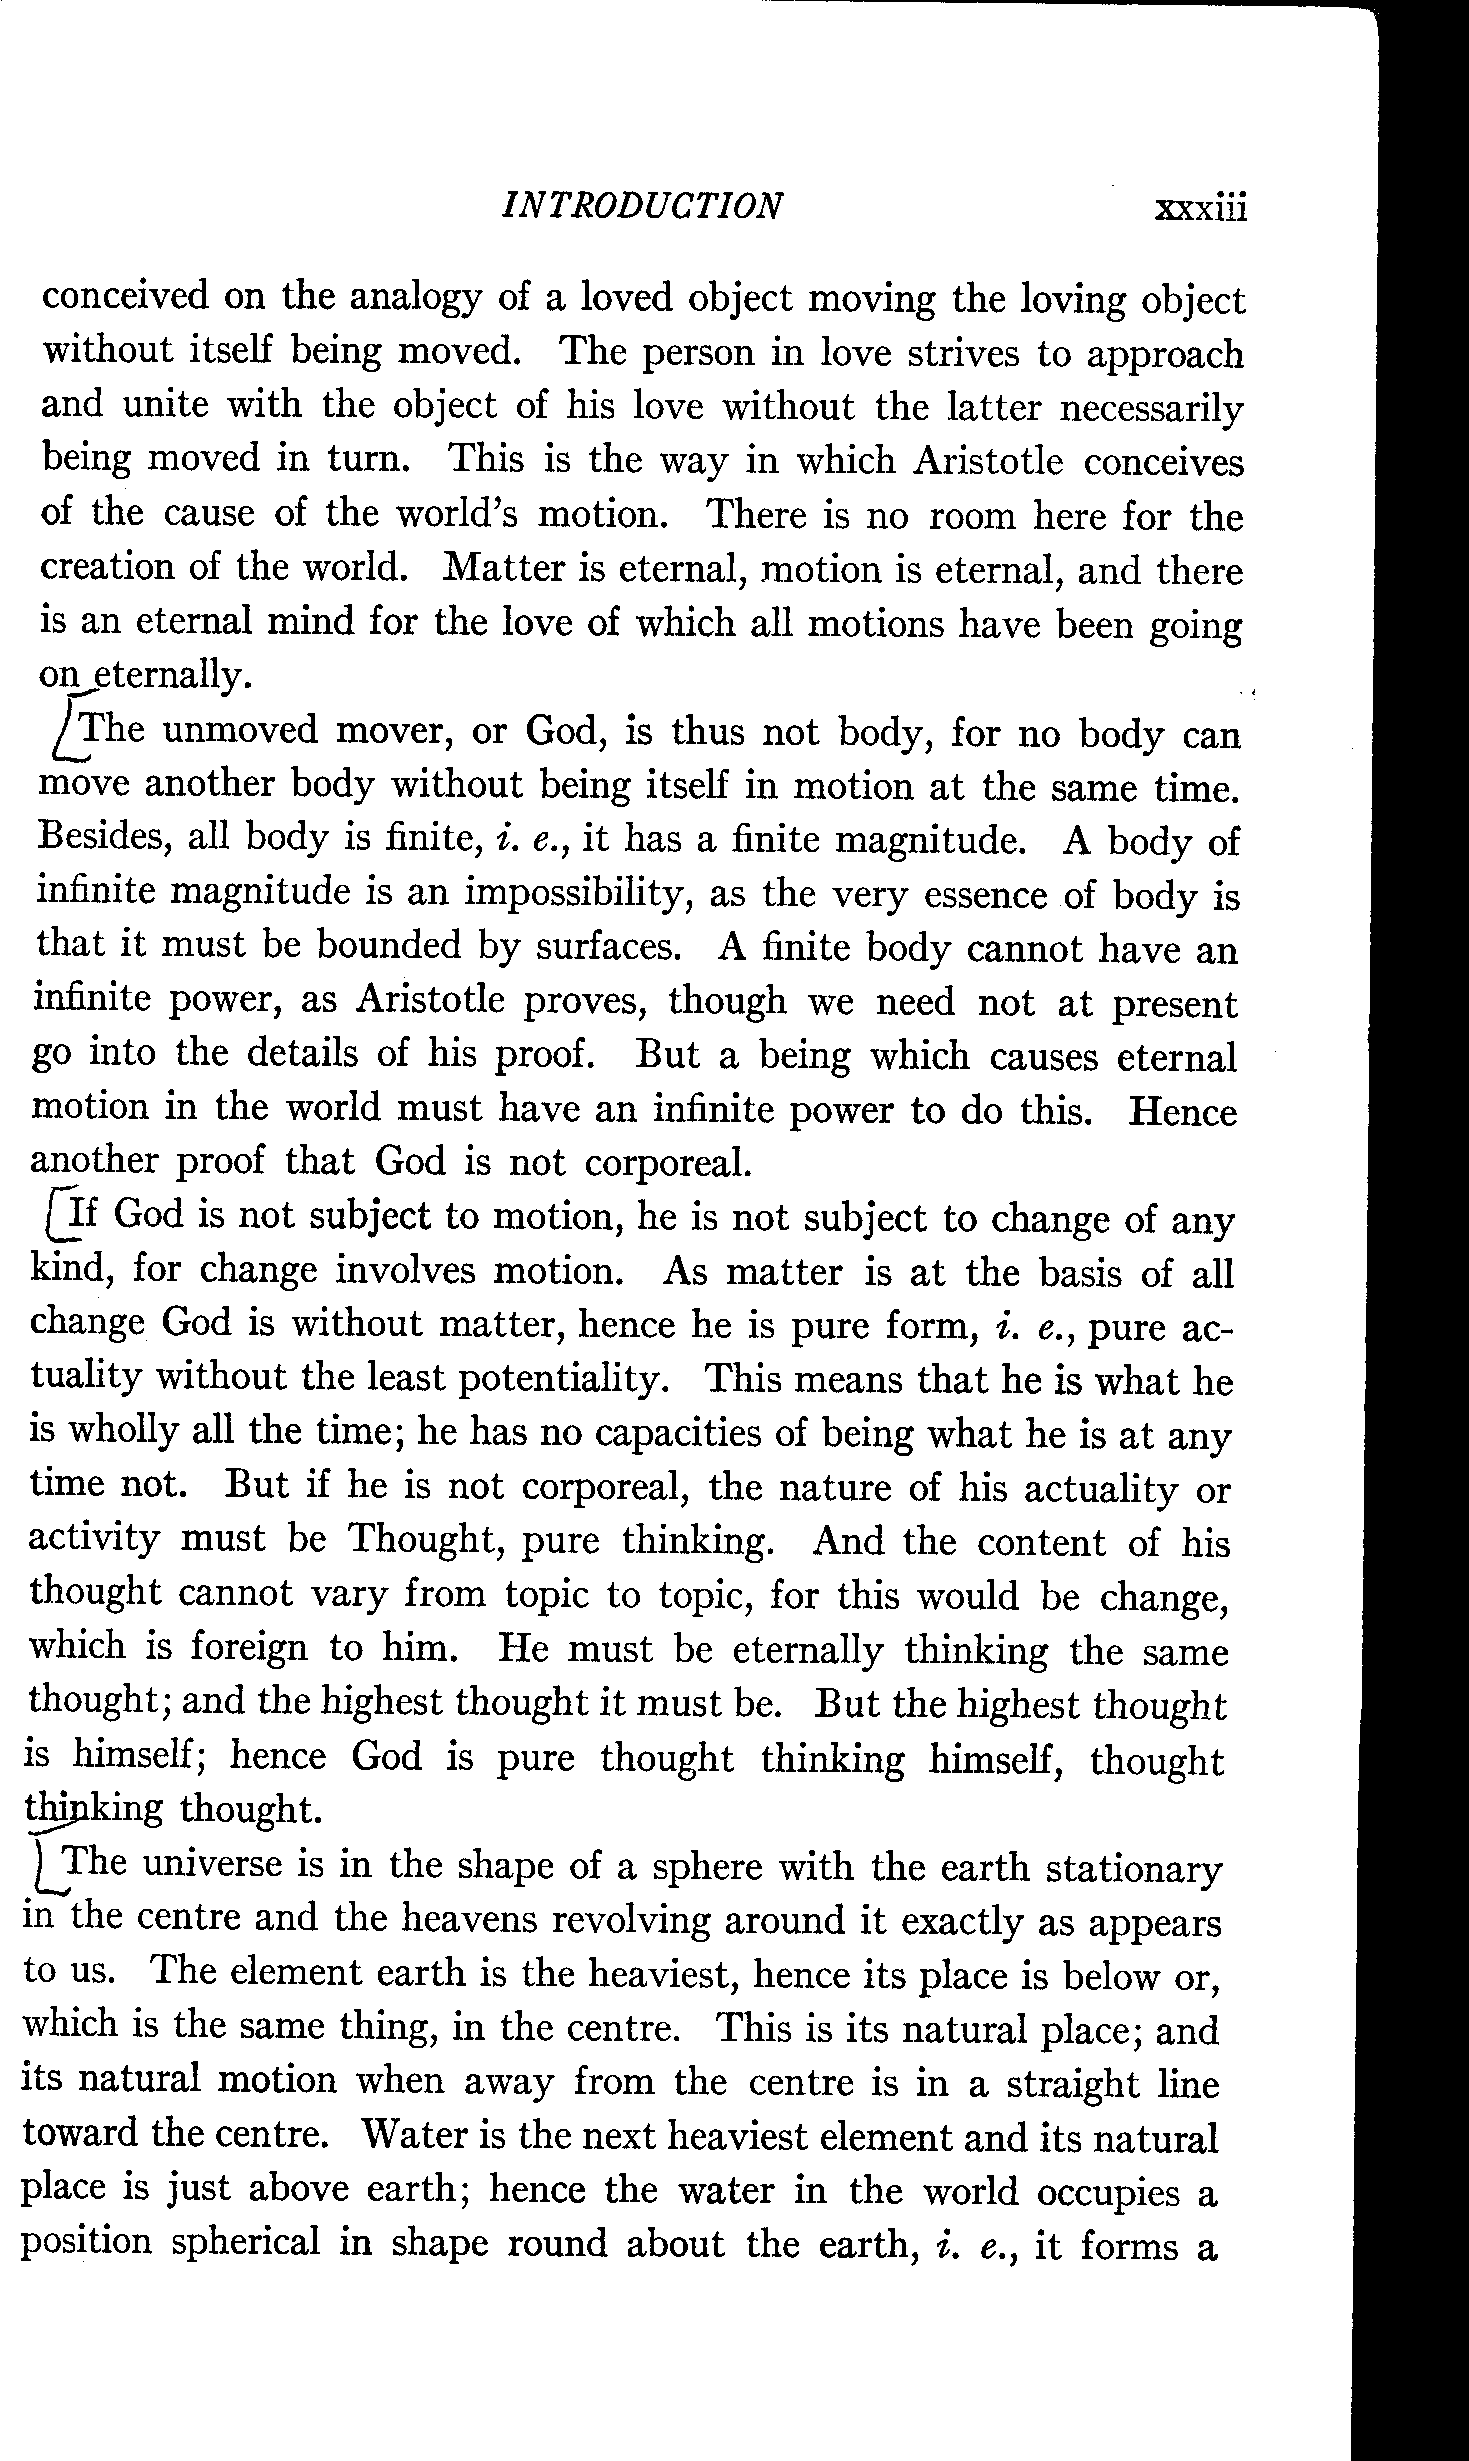 INTRODUCTION xxxiii
conceived on the analogy of a loved object moving the loving object
without itself being moved. The person in love strives to approach
and unite with the object of his love without the latter necessarily
being moved in turn. This is the way in which Aristotle conceives
of the cause of the world's motion. There is no room here for the
creation of the world. Matter is eternal, motion is eternal, and there
is an eternal mind for the love of which all motions have been going
on eternally.
The unmoved mover, or God, is thus not body, for no body can
move another body without being itself in motion at the same time.
Besides, all body is finite, i. e., it has a finite magnitude. A body of
infinite magnitude is an impossibility, as the very essence of body is
that it must be bounded by surfaces. A finite body cannot have an
infinite power, as Aristotle proves, though we need not at present
go into the details of his proof. But a being which causes eternal
motion in the world must have an infinite power to do this. Hence
another proof that God is not corporeal.
If God is not subject to motion, he is not subject to change of any
kind, for change involves motion. As matter is at the basis of all
change God is without matter, hence he is pure form, i. e., pure ac-
tuality without the least potentiality. This means that he is what he
is wholly all the time; he has no capacities of being what he is at any
time not. But if he is not corporeal, the nature of his actuality or
activity must be Thought, pure thinking. And the content of his
thought cannot vary from topic to topic, for this would be change,
which is foreign to him. He must be eternally thinking the same
thought; and the highest thought it must be. But the highest thought
is himself; hence God is pure thought thinking himself, thought
thinking thought.
The universe is in the shape of a sphere with the earth stationary
in the centre and the heavens revolving around it exactly as appears
to us. The element earth is the heaviest, hence its place is below or,
which is the same thing, in the centre. This is its natural place; and
its natural motion when away from the centre is in a straight line
toward the centre. Water is the next heaviest element and its natural
place is just above earth; hence the water in the world occupies a
position spherical in shape round about the earth, i. e., it forms a